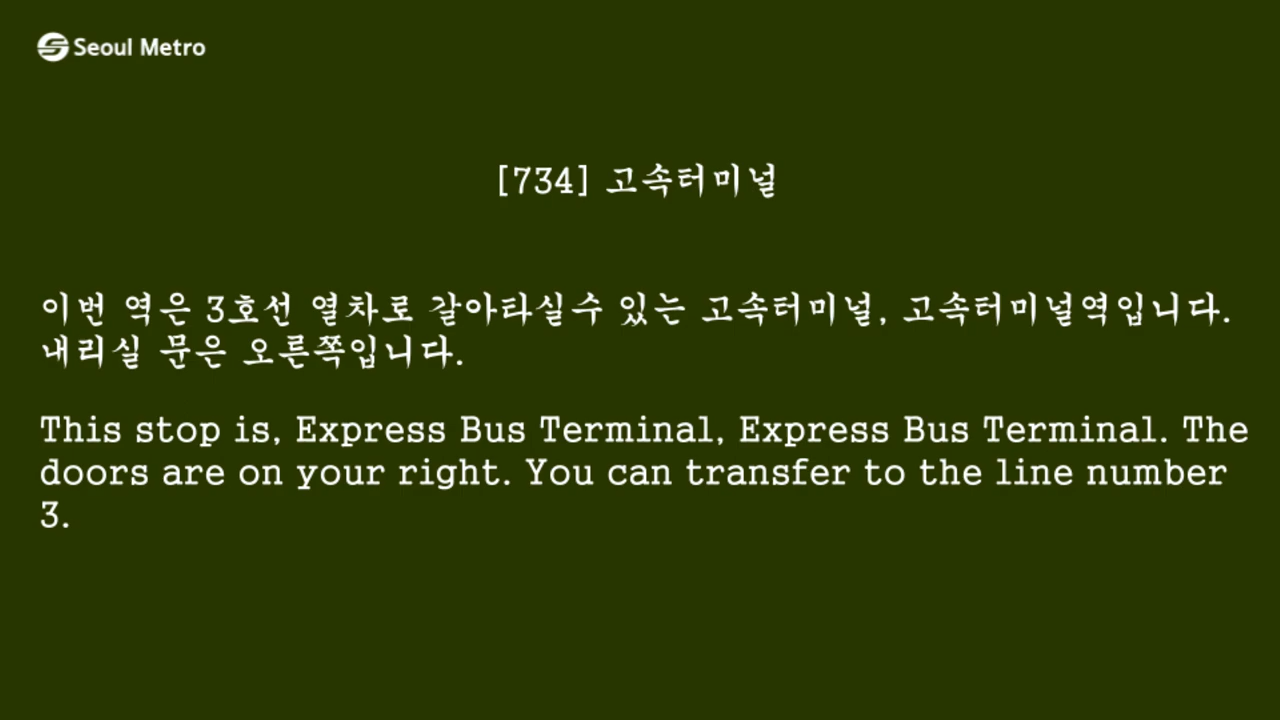 Seoul Metro
[734] 고속터미널
이번 역은 3호선 열차로 갈아타실수 있는 고속터미널, 고속터미널역입니다.
내리실 문은 오른쪽입니다.
This stop is, Express Bus Terminal, Express Bus Terminal. The
doors are on your right. You can transfer to the line number
3.